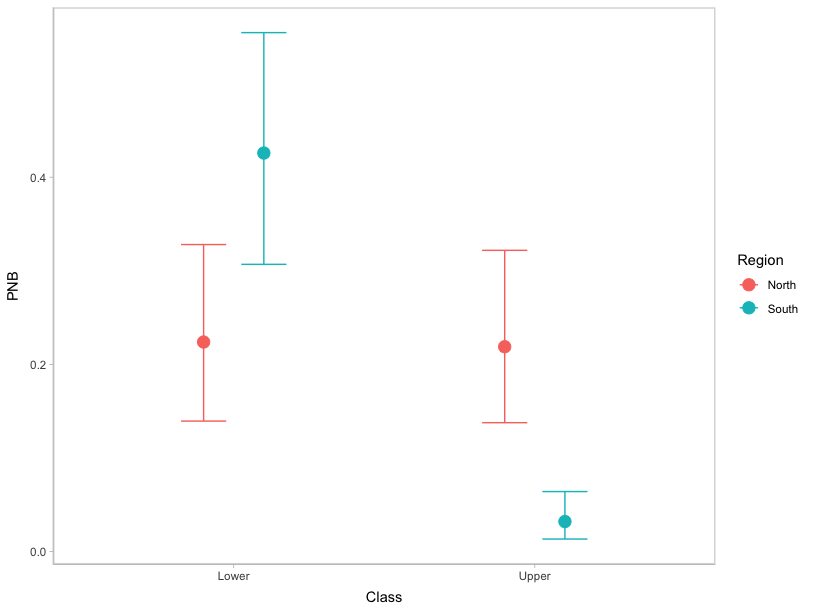 PNB
0.4
0.2
0.0
Lower
Upper
Class
Region
North
South